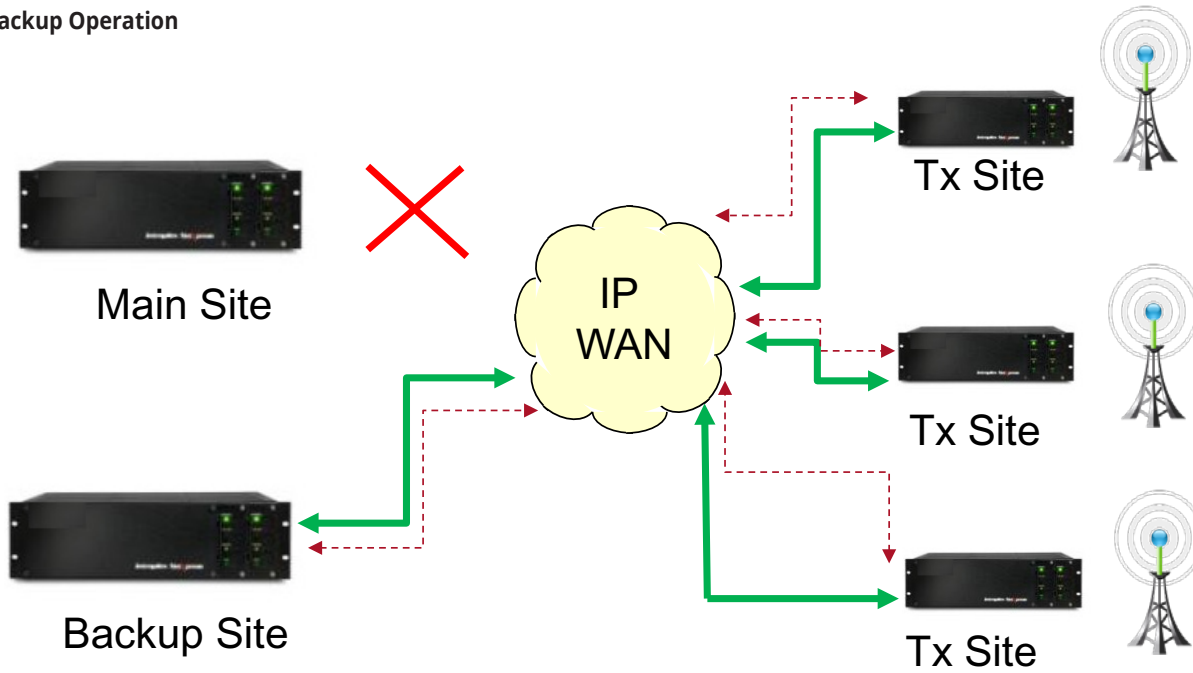 ackup Operation
Tx Site
Main Site
IP
WAN
Tx Site
Backup Site
Tx Site